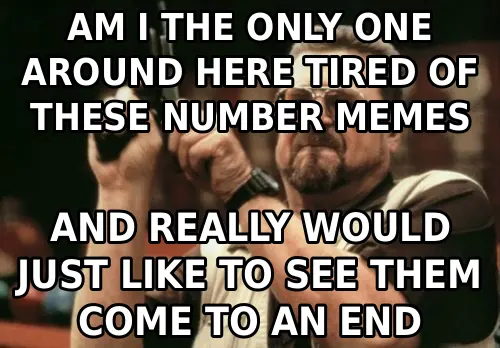 AM I THE ONLY ONE
AROUND HERE TIRED OF
THESE NUMBER MEMES
AND REALLY WOULD
JUST LIKE TO SEE THEM
COME TO AN END